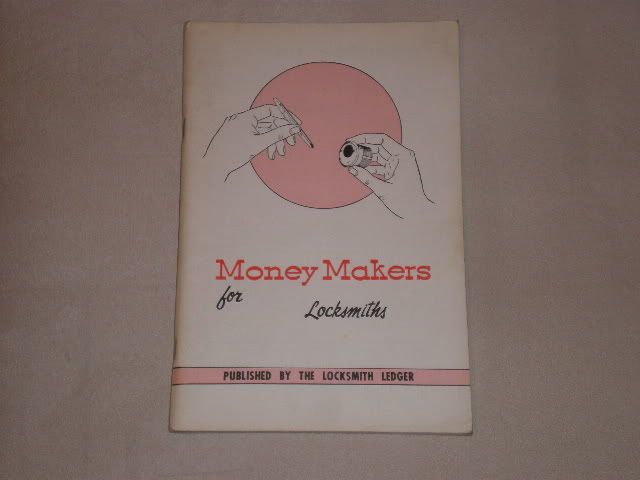 Money Makers
for Locksmiths
PUBLISHED BY THE LOCKSMITH LEDGER